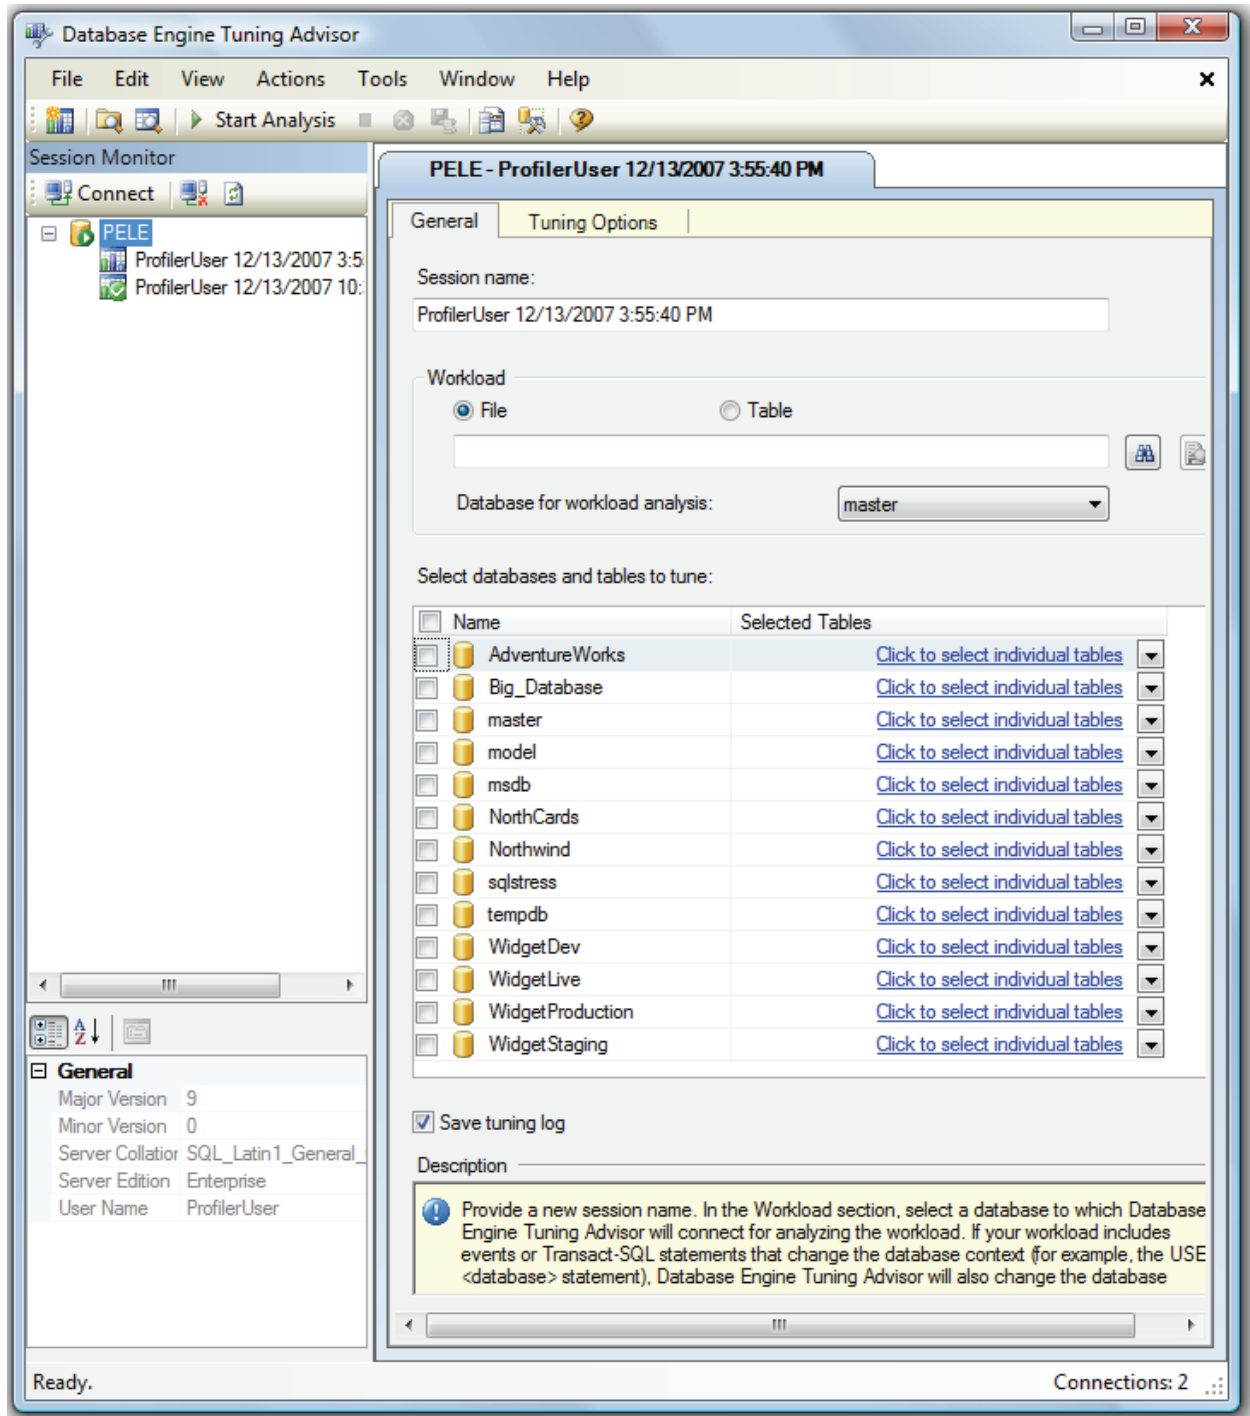 Database Engine Tuning Advisor
File Edit View Actions Tools Window Help
Start Analysis
Session Monitor
Connect
PELE
ProfilerUser 12/13/2007 3:5
ProfilerUser 12/13/2007 10:
General
Major Version 9
Minor Version 0
Server Collation SQL_Latin1_General_
Server Edition Enterprise
User Name ProfilerUser
PELE - ProfilerUser 12/13/2007 3:55:40 PM
General Tuning Options
Session name:
ProfilerUser 12/13/2007 3:55:40 PM
Workload
File Table
Database for workload analysis: master
Select databases and tables to tune:
Name Selected Tables
AdventureWorks Click to select individual tables
Big_Database Click to select individual tables
master Click to select individual tables
model Click to select individual tables
msdb Click to select individual tables
NorthCards Click to select individual tables
Northwind Click to select individual tables
sqlstress Click to select individual tables
tempdb Click to select individual tables
WidgetDev Click to select individual tables
WidgetLive Click to select individual tables
WidgetProduction Click to select individual tables
WidgetStaging Click to select individual tables
Save tuning log
Description
Provide a new session name. In the Workload section, select a database to which Database
Engine Tuning Advisor will connect for analyzing the workload. If your workload includes
events or Transact-SQL statements that change the database context (for example, the USE
<database> statement), Database Engine Tuning Advisor will also change the database
Ready.
Connections: 2